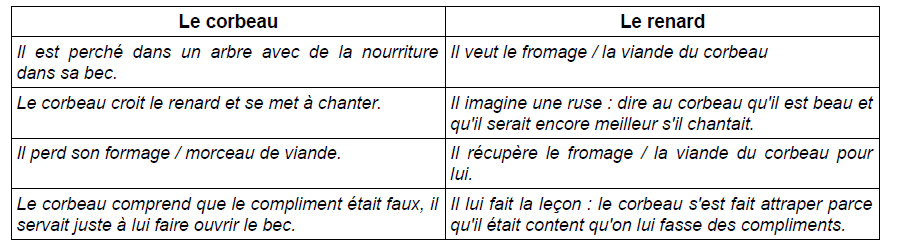 Le corbeau
Le renard
Il est perché dans un arbre avec de la nourriture
dans sa bec.
Il veut le fromage / la viande du corbeau
Le corbeau croit le renard et se met à chanter.
Il imagine une ruse : dire au corbeau qu'il est beau et
qu'il serait encore meilleur s'il chantait.
Il perd son formage / morceau de viande.
Il récupère le fromage / la viande du corbeau pour
lui.
Le corbeau comprend que le compliment était faux, il
servait juste à lui faire ouvrir le bec.
Il lui fait la leçon : le corbeau s'est fait attraper parce
qu'il était content qu'on lui fasse des compliments.